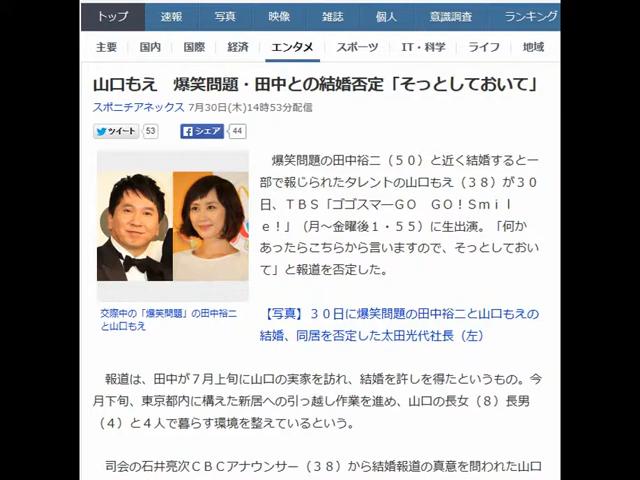 トップ 速報 写真 映像 雑誌 個人 意識調査 ランキング
主要 国内 国際 経済 エンタメ スポーツ IT・科学 ライフ 地域
山口もえ 爆笑問題・田中との結婚否定「そっとしておいて」
スポニチアネックス 7月30日(木)14時53分配信
ツイート 53 シェア 44
爆笑問題の田中裕二（５０）と近く結婚すると一
部で報じられたタレントの山口もえ（３８）が３０
日、ＴＢＳ「ゴゴスマーＧＯ ＧＯ！Ｓｍｉｌ
ｅ！」（月〜金曜後１・５５）に生出演。「何か
あったらこちらから言いますので、そっとしておい
て」と報道を否定した。
交際中の「爆笑問題」の田中裕二
と山口もえ
【写真】３０日に爆笑問題の田中裕二と山口もえの
結婚、同居を否定した太田光代社長（左）
報道は、田中が７月上旬に山口の実家を訪れ、結婚を許しを得たというもの。今
月下旬、東京都内に構えた新居への引っ越し作業を進め、山口の長女（８）長男
（４）と４人で暮らす環境を整えているという。
司会の石井亮次ＣＢＣアナウンサー（３８）から結婚報道の真意を問われた山口